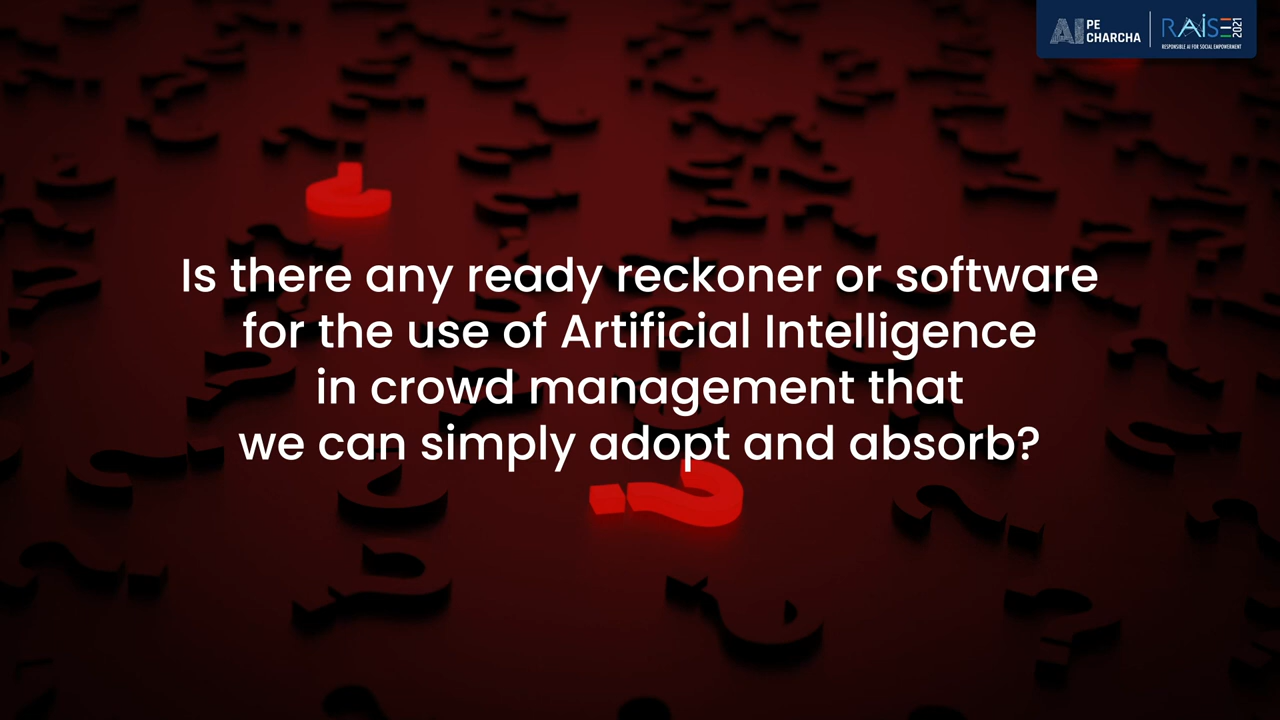 AI PE CHARCHA
RAISE 2021
RESPONSIBLE AI FOR SOCIAL EMPOWERMENT
Is there any ready reckoner or software
for the use of Artificial Intelligence
in crowd management that
we can simply adopt and absorb?